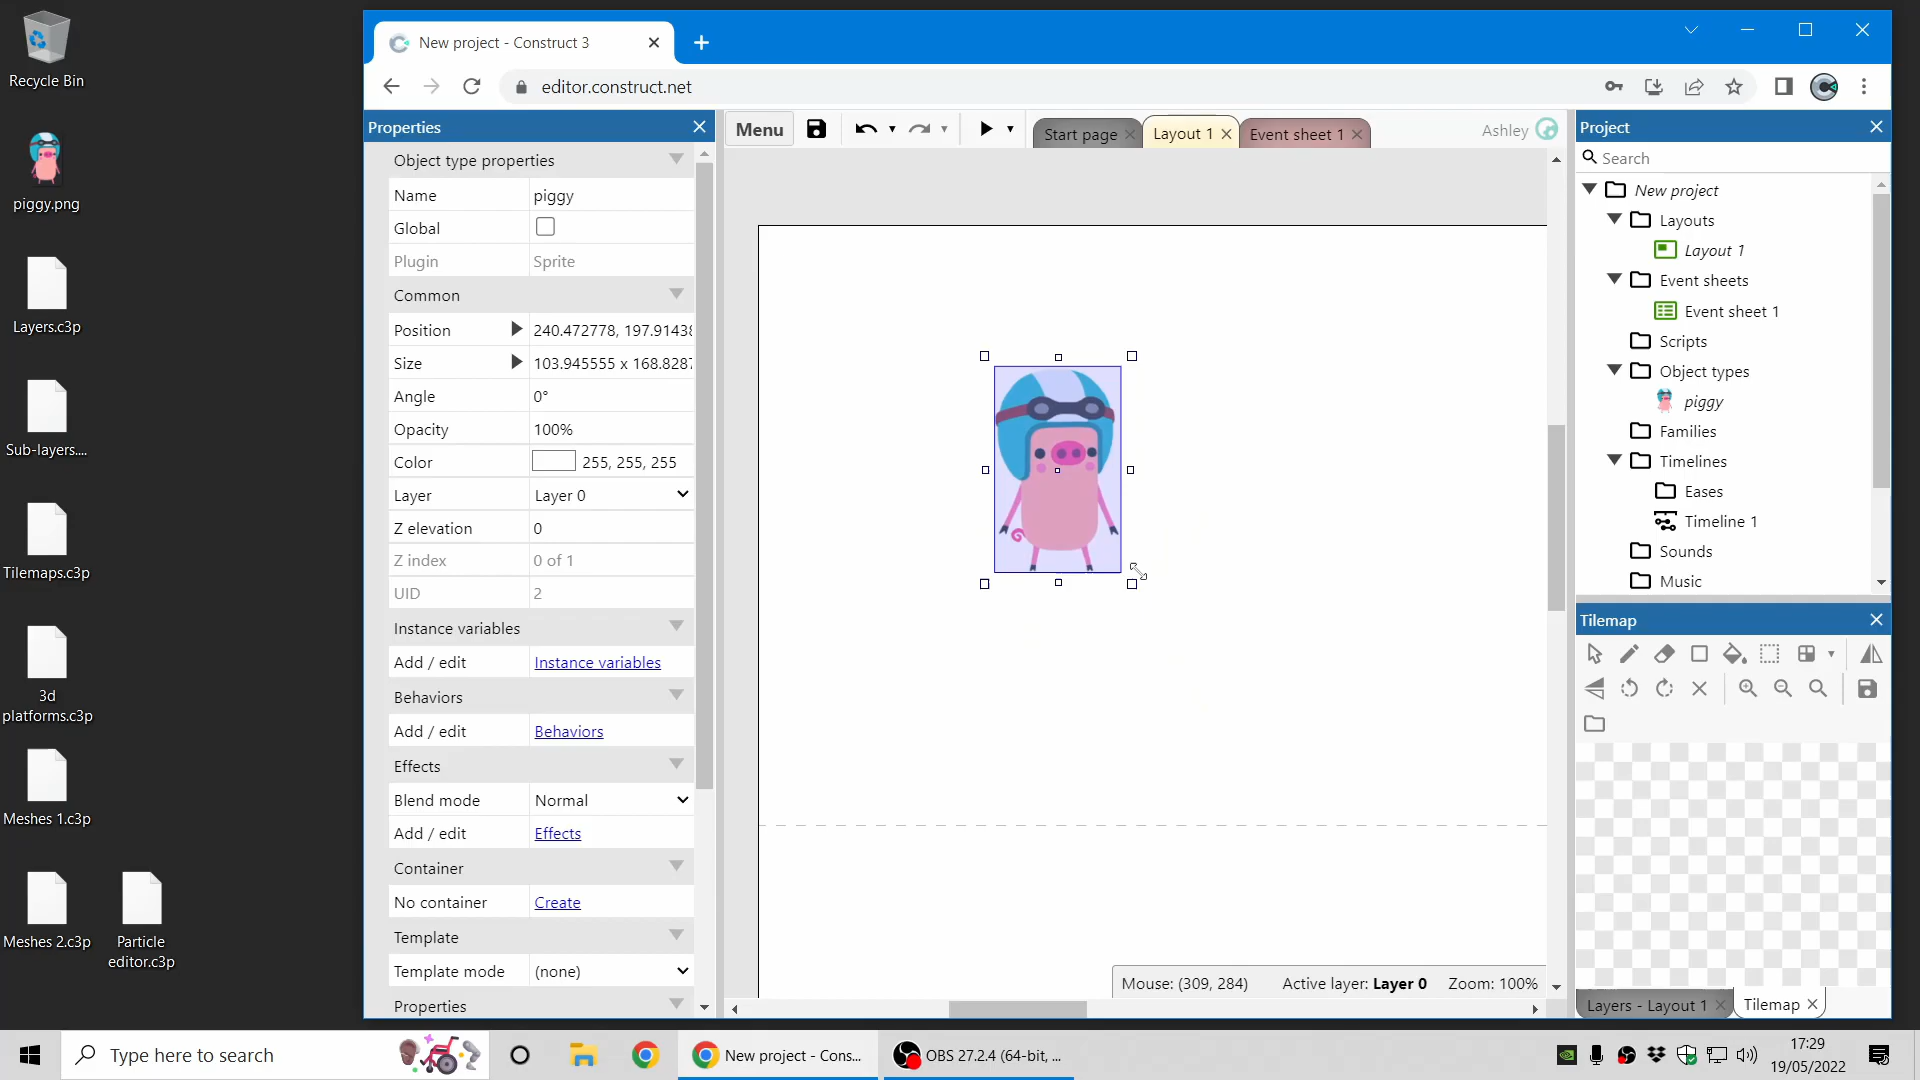 Recycle Bin
piggy.png
Layers.c3p
Sub-layers....
Tilemaps.c3p
3d
platforms.c3p
Meshes 1.c3p
Meshes 2.c3p
Particle
editor.c3p
New project - Construct 3
editor.construct.net
Properties
Object type properties
Name piggy
Global
Plugin Sprite
Common
Position 240.472778, 197.91438
Size 103.945555 x 168.8287
Angle 0°
Opacity 100%
Color 255, 255, 255
Layer Layer 0
Z elevation 0
Z index 0 of 1
UID 2
Instance variables
Add / edit Instance variables
Behaviors
Add / edit Behaviors
Effects
Blend mode Normal
Add / edit Effects
Container
No container Create
Template
Template mode (none)
Properties
Menu
Start page
Layout 1
Event sheet 1
Ashley
Mouse: (309, 284) Active layer: Layer 0 Zoom: 100%
Project
Search
New project
Layouts
Layout 1
Event sheets
Event sheet 1
Scripts
Object types
piggy
Families
Timelines
Eases
Timeline 1
Sounds
Music
Tilemap
Layers - Layout 1
Tilemap
Type here to search
New project - Cons...
OBS 27.2.4 (64-bit, ...
17:29
19/05/2022